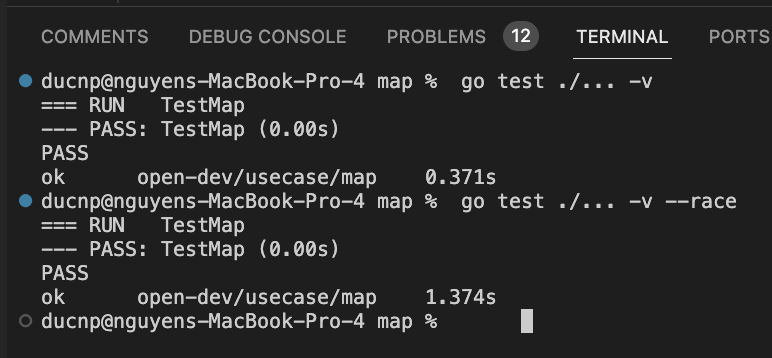 COMMENTS DEBUG CONSOLE PROBLEMS 12 TERMINAL PORTS
ducnp@nguyens-MacBook-Pro-4 map % go test ./... -v
=== RUN   TestMap
--- PASS: TestMap (0.00s)
PASS
ok      open-dev/usecase/map    0.371s
ducnp@nguyens-MacBook-Pro-4 map % go test ./... -v --race
=== RUN   TestMap
--- PASS: TestMap (0.00s)
PASS
ok      open-dev/usecase/map    1.374s
ducnp@nguyens-MacBook-Pro-4 map %